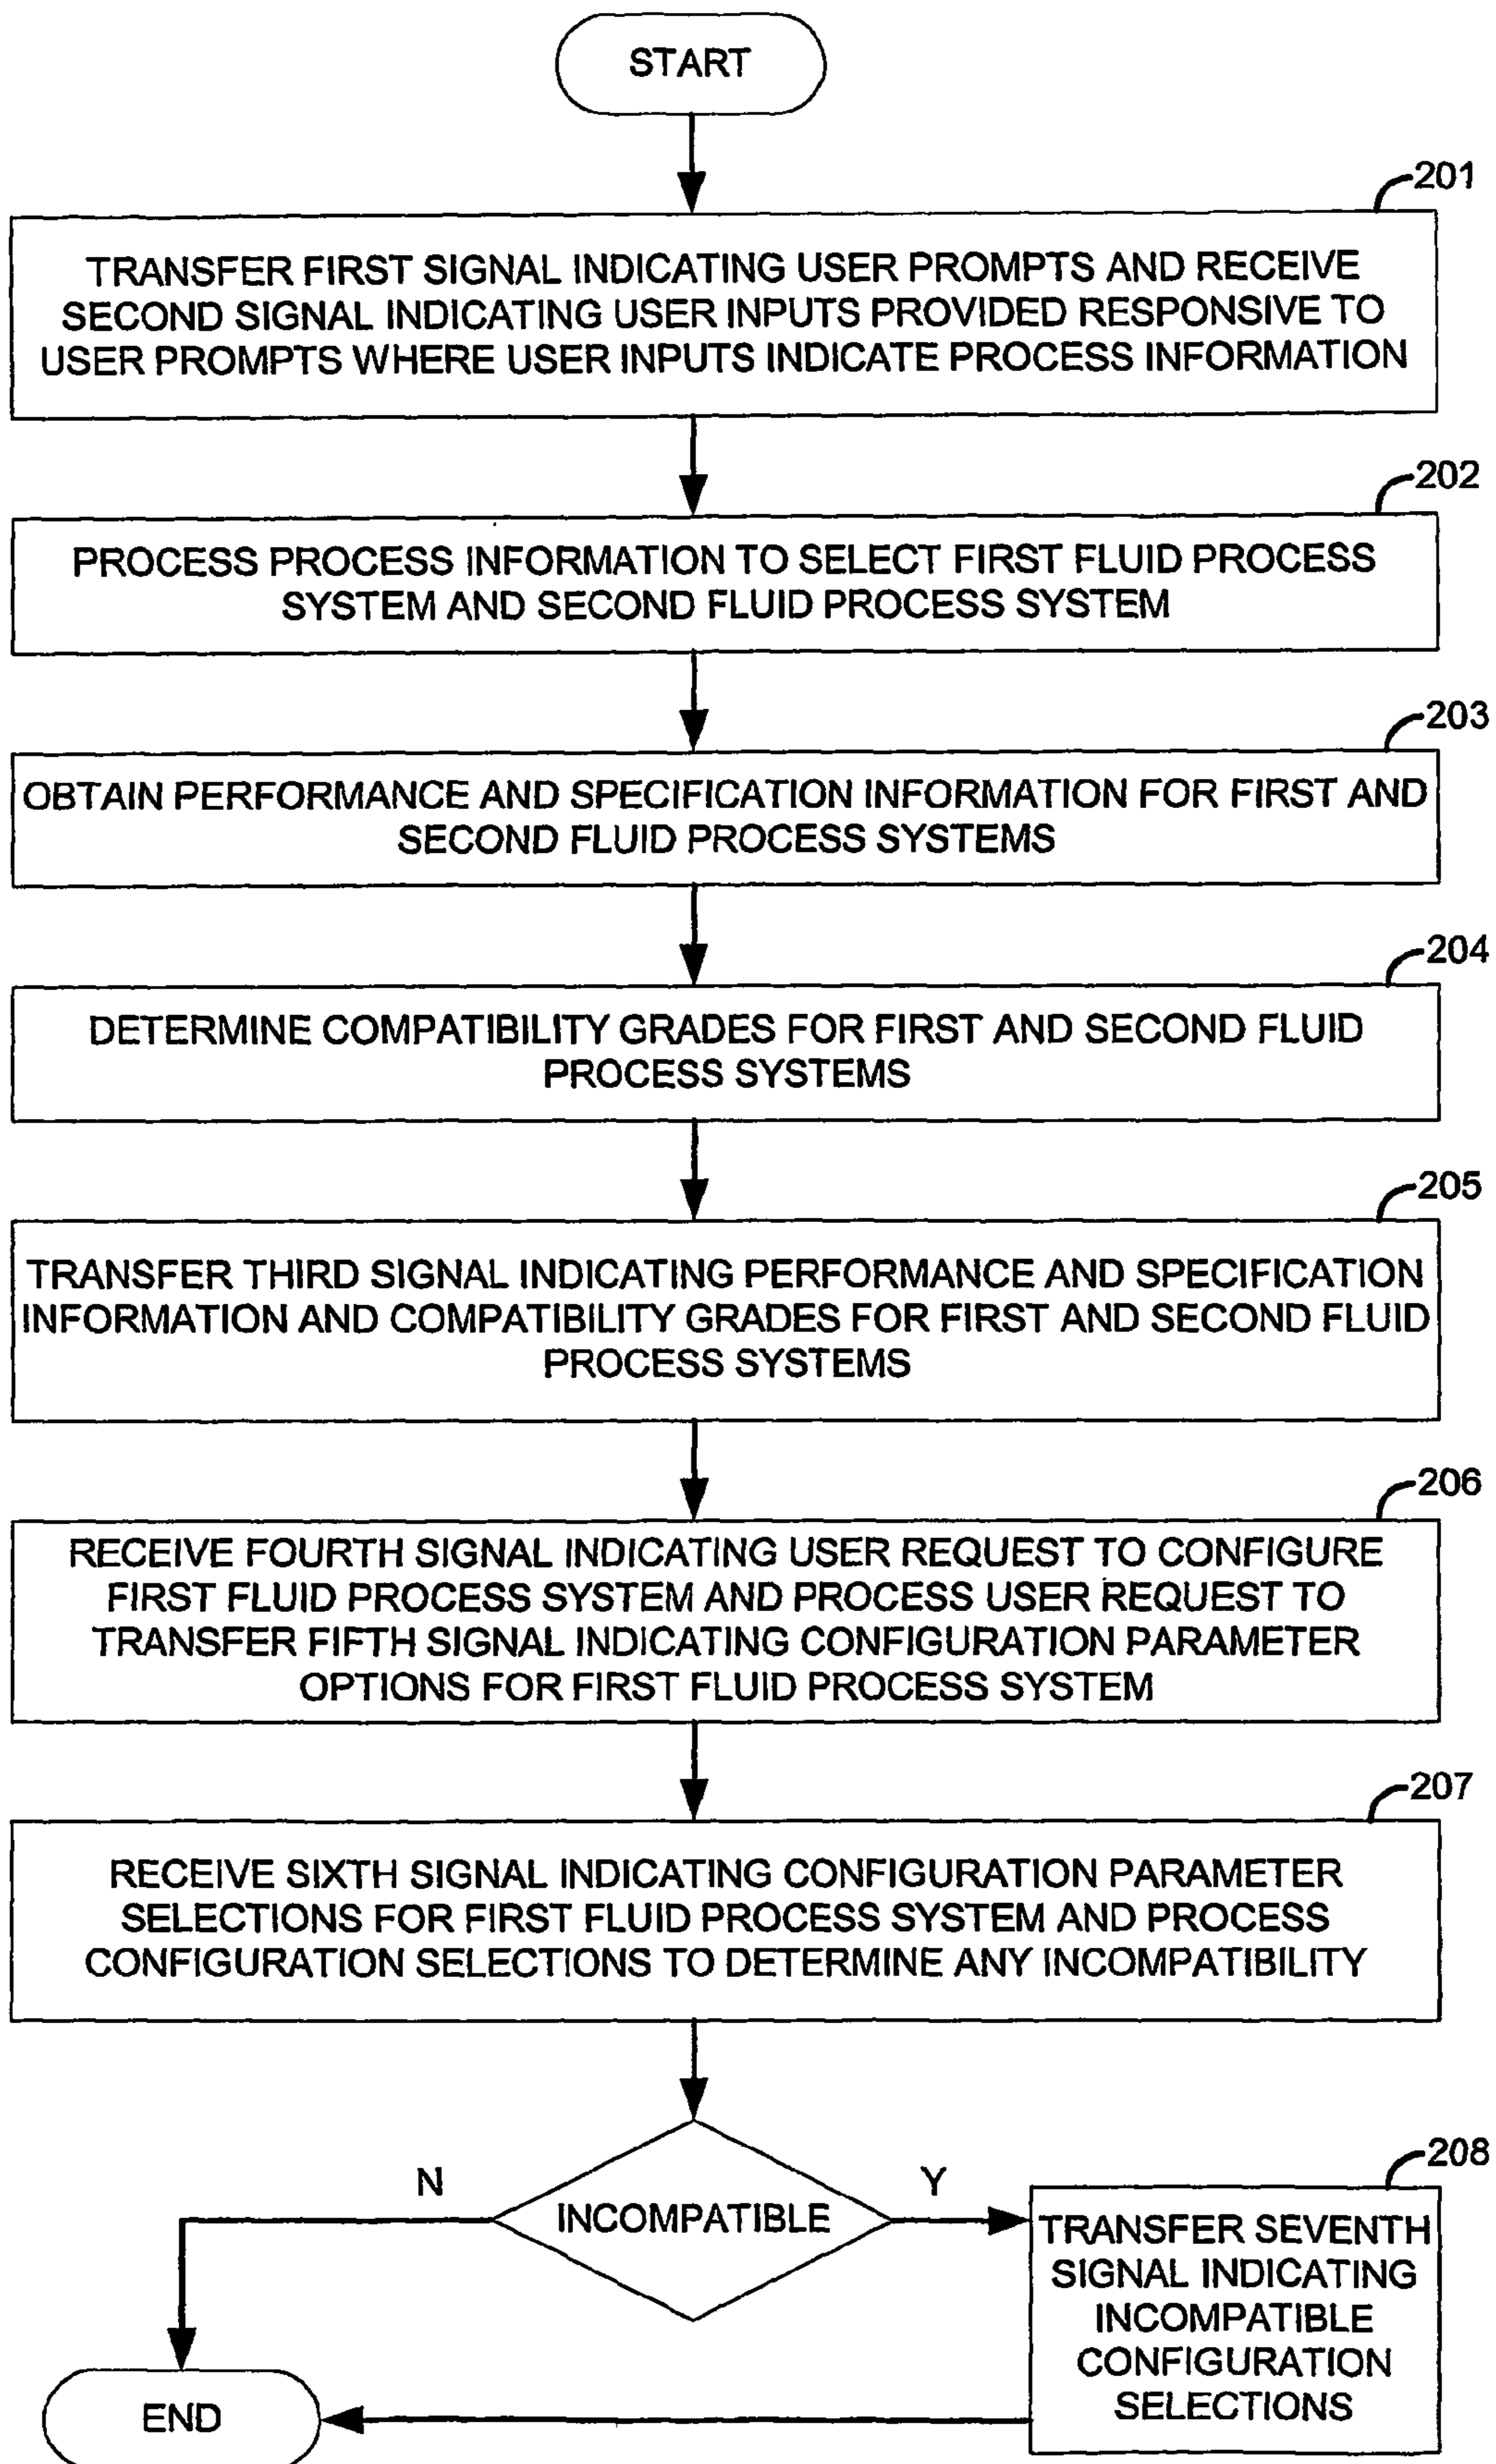 START
201
TRANSFER FIRST SIGNAL INDICATING USER PROMPTS AND RECEIVE
SECOND SIGNAL INDICATING USER INPUTS PROVIDED RESPONSIVE TO
USER PROMPTS WHERE USER INPUTS INDICATE PROCESS INFORMATION
202
PROCESS PROCESS INFORMATION TO SELECT FIRST FLUID PROCESS
SYSTEM AND SECOND FLUID PROCESS SYSTEM
203
OBTAIN PERFORMANCE AND SPECIFICATION INFORMATION FOR FIRST AND
SECOND FLUID PROCESS SYSTEMS
204
DETERMINE COMPATIBILITY GRADES FOR FIRST AND SECOND FLUID
PROCESS SYSTEMS
205
TRANSFER THIRD SIGNAL INDICATING PERFORMANCE AND SPECIFICATION
INFORMATION AND COMPATIBILITY GRADES FOR FIRST AND SECOND FLUID
PROCESS SYSTEMS
206
RECEIVE FOURTH SIGNAL INDICATING USER REQUEST TO CONFIGURE
FIRST FLUID PROCESS SYSTEM AND PROCESS USER REQUEST TO
TRANSFER FIFTH SIGNAL INDICATING CONFIGURATION PARAMETER
OPTIONS FOR FIRST FLUID PROCESS SYSTEM
207
RECEIVE SIXTH SIGNAL INDICATING CONFIGURATION PARAMETER
SELECTIONS FOR FIRST FLUID PROCESS SYSTEM AND PROCESS
CONFIGURATION SELECTIONS TO DETERMINE ANY INCOMPATIBILITY
N
INCOMPATIBLE
Y
208
TRANSFER SEVENTH
SIGNAL INDICATING
INCOMPATIBLE
CONFIGURATION
SELECTIONS
END